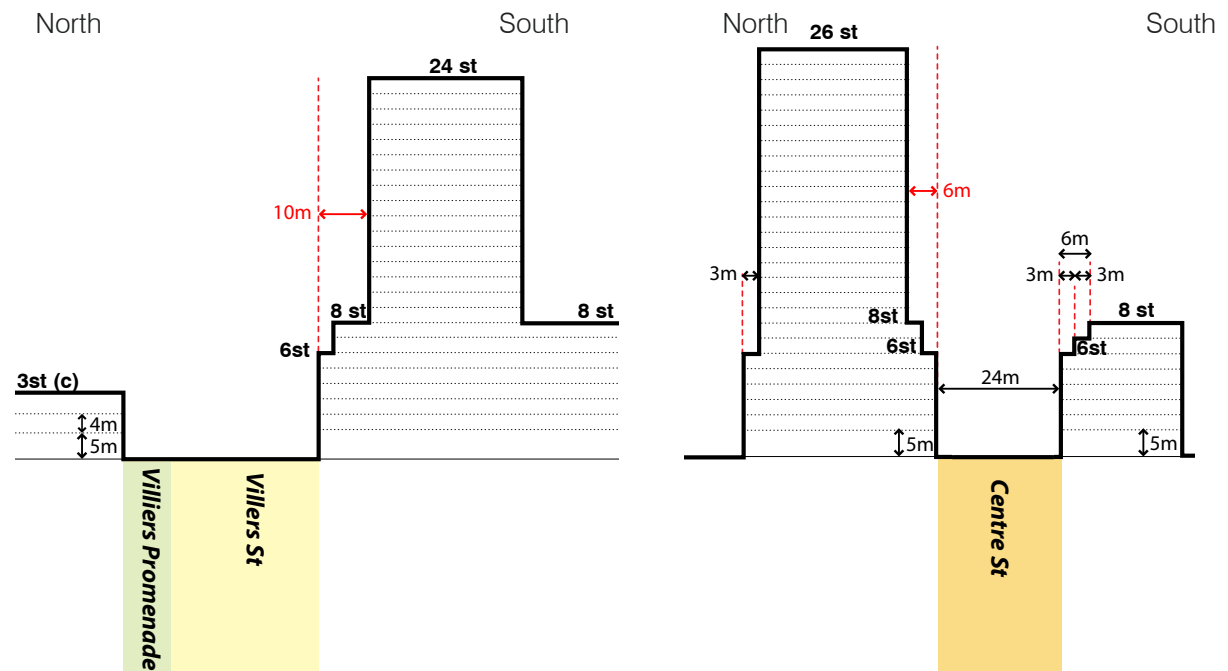 North
South
24 st
10m
8 st
8 st
6st
3st (c)
4m
5m
Villiers Promenade
Villers St
North
South
26 st
6m
6m
3m
3m
3m
8st
8 st
6st
6st
24m
5m
5m
Centre St